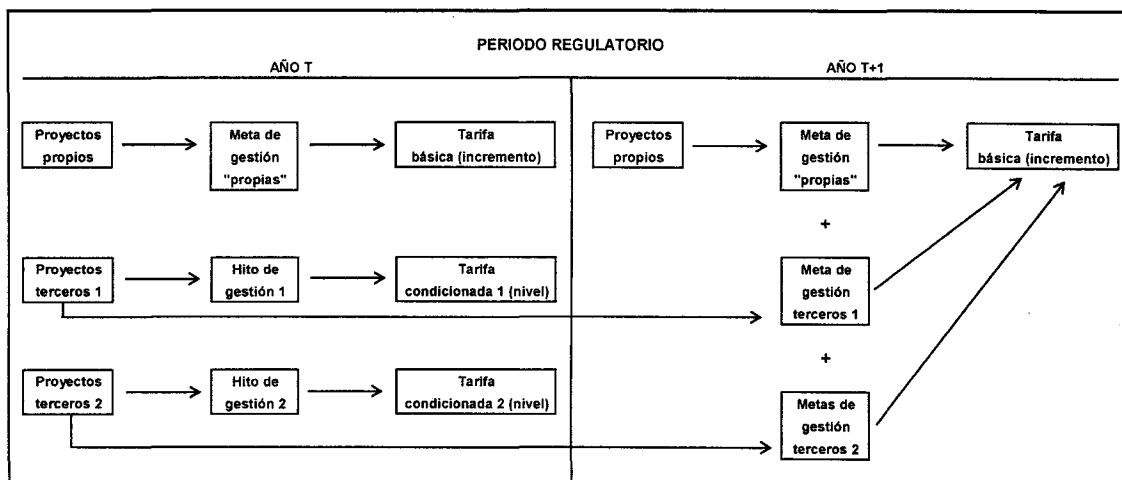 PERIODO REGULATORIO
AÑO T
AÑO T+1
Proyectos
propios
Meta de
gestión
"propias"
Tarifa
básica (incremento)
Proyectos
propios
Meta de
gestión
"propias"
Tarifa
básica (incremento)
+
Proyectos
terceros 1
Hito de
gestión 1
Tarifa
condicionada 1 (nivel)
Meta de
gestión
terceros 1
+
Proyectos
terceros 2
Hito de
gestión 2
Tarifa
condicionada 2 (nivel)
Metas de
gestión
terceros 2